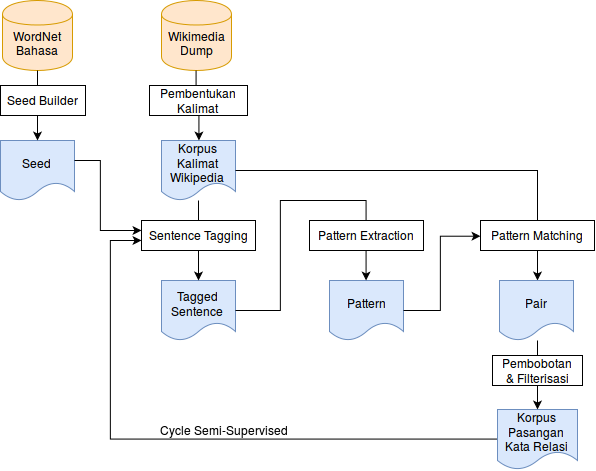 WordNet
Bahasa
Wikimedia
Dump
Seed Builder
Pembentukan
Kalimat
Seed
Korpus
Kalimat
Wikipedia
Sentence Tagging
Pattern Extraction
Pattern Matching
Tagged
Sentence
Pattern
Pair
Pembobotan
& Filterisasi
Cycle Semi-Supervised
Korpus
Pasangan
Kata Relasi